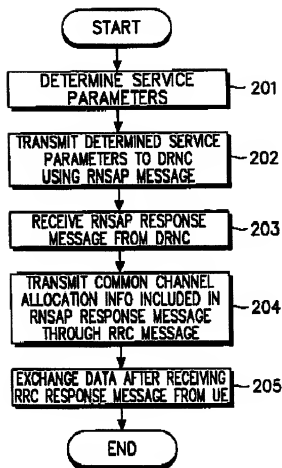 START
DETERMINE SERVICE
PARAMETERS
201
TRANSMIT DETERMINED SERVICE
PARAMETERS TO DRNC
USING RNSAP MESSAGE
202
RECEIVE RNSAP RESPONSE
MESSAGE FROM DRNC
203
TRANSMIT COMMON CHANNEL
ALLOCATION INFO INCLUDED IN
RNSAP RESPONSE MESSAGE
THROUGH RRC MESSAGE
204
EXCHANGE DATA AFTER RECEIVING
RRC RESPONSE MESSAGE FROM UE
205
END